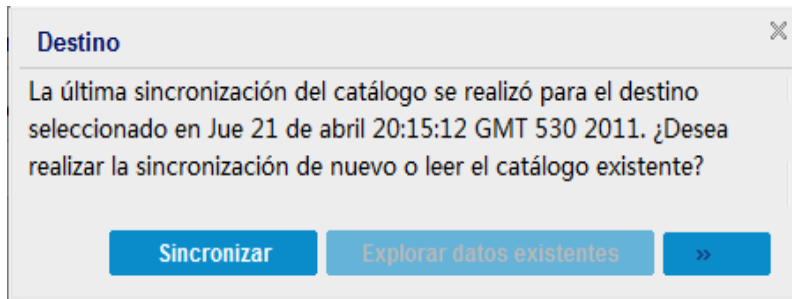 Destino
La última sincronización del catálogo se realizó para el destino
seleccionado en Jue 21 de abril 20:15:12 GMT 530 2011. ¿Desea
realizar la sincronización de nuevo o leer el catálogo existente?
Sincronizar Explorar datos existentes »